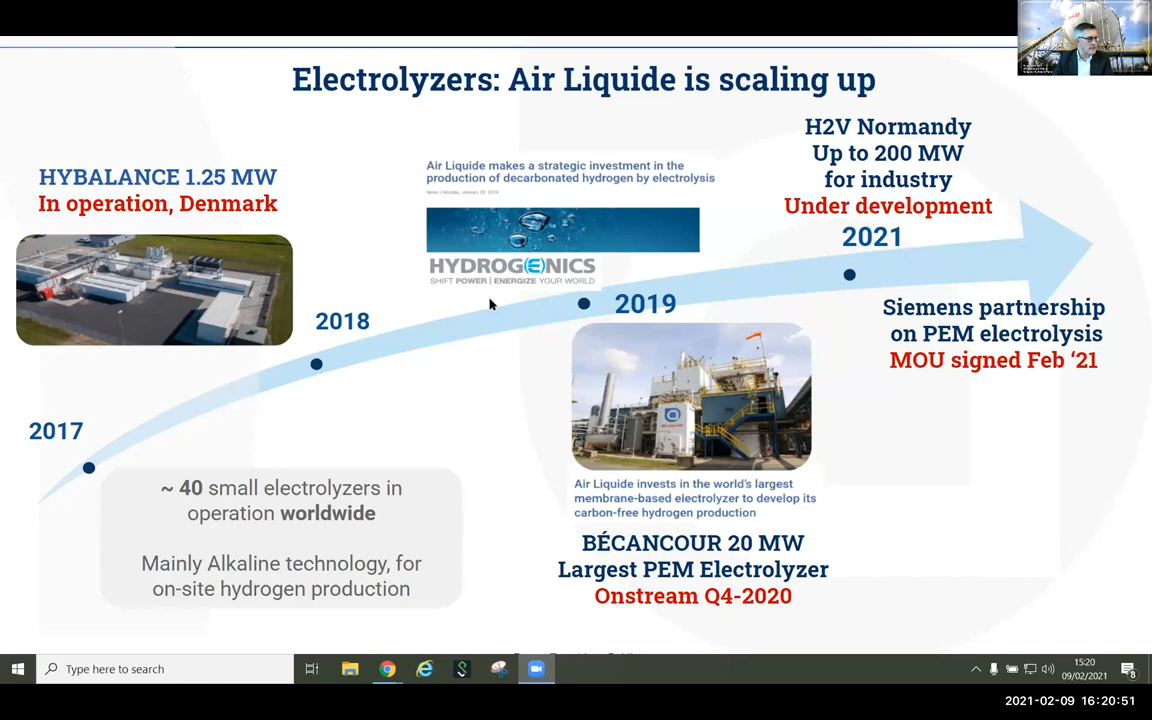 Electrolyzers: Air Liquide is scaling up
HYBALANCE 1.25 MW
In operation, Denmark
Air Liquide makes a strategic investment in the
production of decarbonated hydrogen by electrolysis
HYDROGENICS
SHIFT POWER | ENERGIZE YOUR WORLD
H2V Normandy
Up to 200 MW
for industry
Under development
2021
2019
2018
2017
Siemens partnership
on PEM electrolysis
MOU signed Feb ‘21
~ 40 small electrolyzers in
operation worldwide
Mainly Alkaline technology, for
on-site hydrogen production
Air Liquide invests in the world's largest
membrane-based electrolyzer to develop its
carbon-free hydrogen production
BÉCANCOUR 20 MW
Largest PEM Electrolyzer
Onstream Q4-2020
Type here to search
15:20
09/02/2021
8
2021-02-09 16:20:51